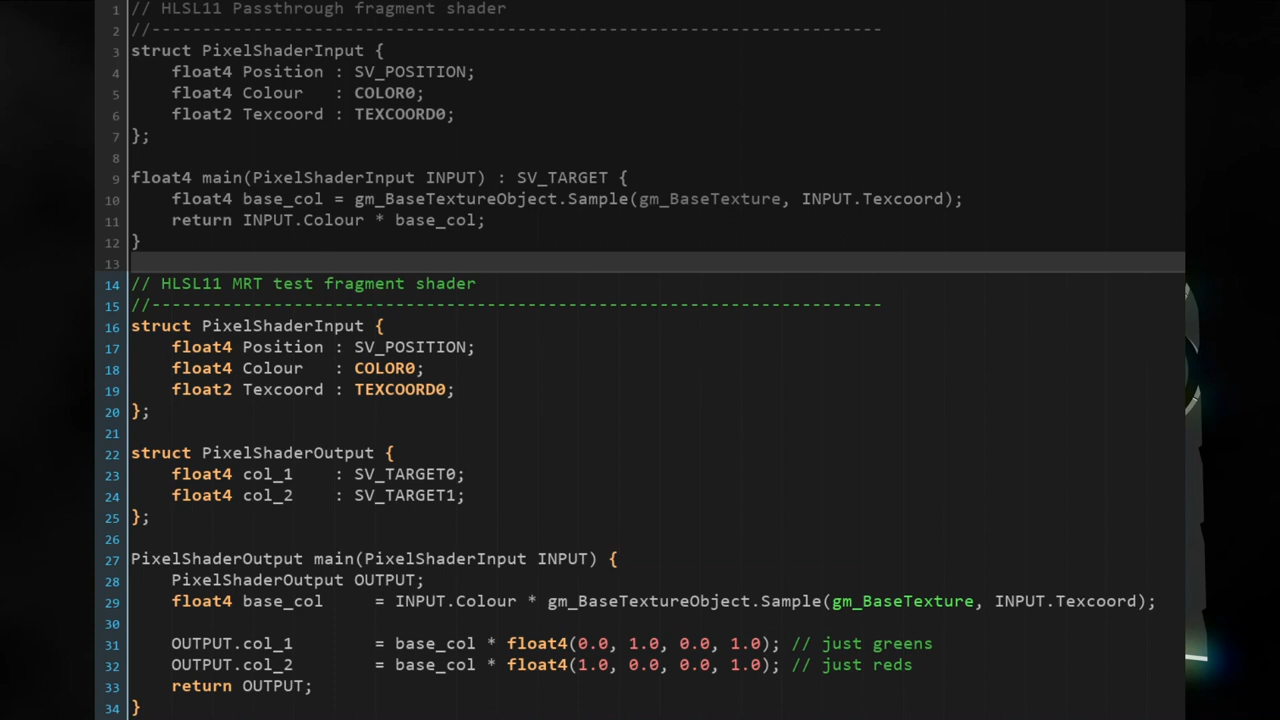 1 // HLSL11 Passthrough fragment shader
2 //------------------------------------------------------------------------
3 struct PixelShaderInput {
4     float4 Position : SV_POSITION;
5     float4 Colour   : COLOR0;
6     float2 Texcoord : TEXCOORD0;
7 };
8
9 float4 main(PixelShaderInput INPUT) : SV_TARGET {
10     float4 base_col = gm_BaseTextureObject.Sample(gm_BaseTexture, INPUT.Texcoord);
11     return INPUT.Colour * base_col;
12 }
13
14 // HLSL11 MRT test fragment shader
15 //------------------------------------------------------------------------
16 struct PixelShaderInput {
17     float4 Position : SV_POSITION;
18     float4 Colour   : COLOR0;
19     float2 Texcoord : TEXCOORD0;
20 };
21
22 struct PixelShaderOutput {
23     float4 col_1    : SV_TARGET0;
24     float4 col_2    : SV_TARGET1;
25 };
26
27 PixelShaderOutput main(PixelShaderInput INPUT) {
28     PixelShaderOutput OUTPUT;
29     float4 base_col     = INPUT.Colour * gm_BaseTextureObject.Sample(gm_BaseTexture, INPUT.Texcoord);
30
31     OUTPUT.col_1        = base_col * float4(0.0, 1.0, 0.0, 1.0); // just greens
32     OUTPUT.col_2        = base_col * float4(1.0, 0.0, 0.0, 1.0); // just reds
33     return OUTPUT;
34 }